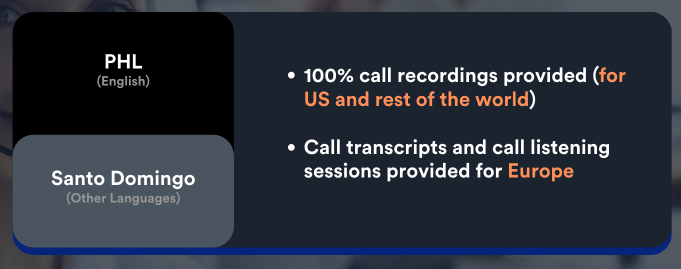 PHL
(English)
Santo Domingo
(Other Languages)
• 100% call recordings provided (for
US and rest of the world)
• Call transcripts and call listening
sessions provided for Europe